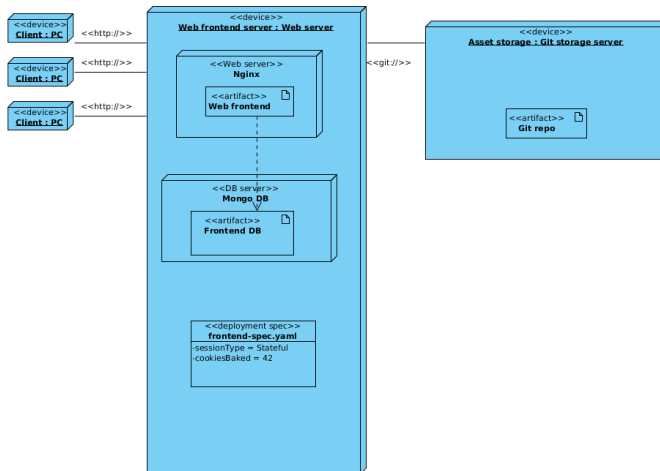 <<device>>
Client : PC
<<http://>>
<<device>>
Client : PC
<<http://>>
<<device>>
Client : PC
<<http://>>
<<device>>
Web frontend server : Web server
<<Web server>>
Nginx
<<artifact>>
Web frontend
<<DB server>>
Mongo DB
<<artifact>>
Frontend DB
<<deployment spec>>
frontend-spec.yaml
-sessionType = Stateful
-cookiesBaked = 42
<<git://>>
<<device>>
Asset storage : Git storage server
<<artifact>>
Git repo